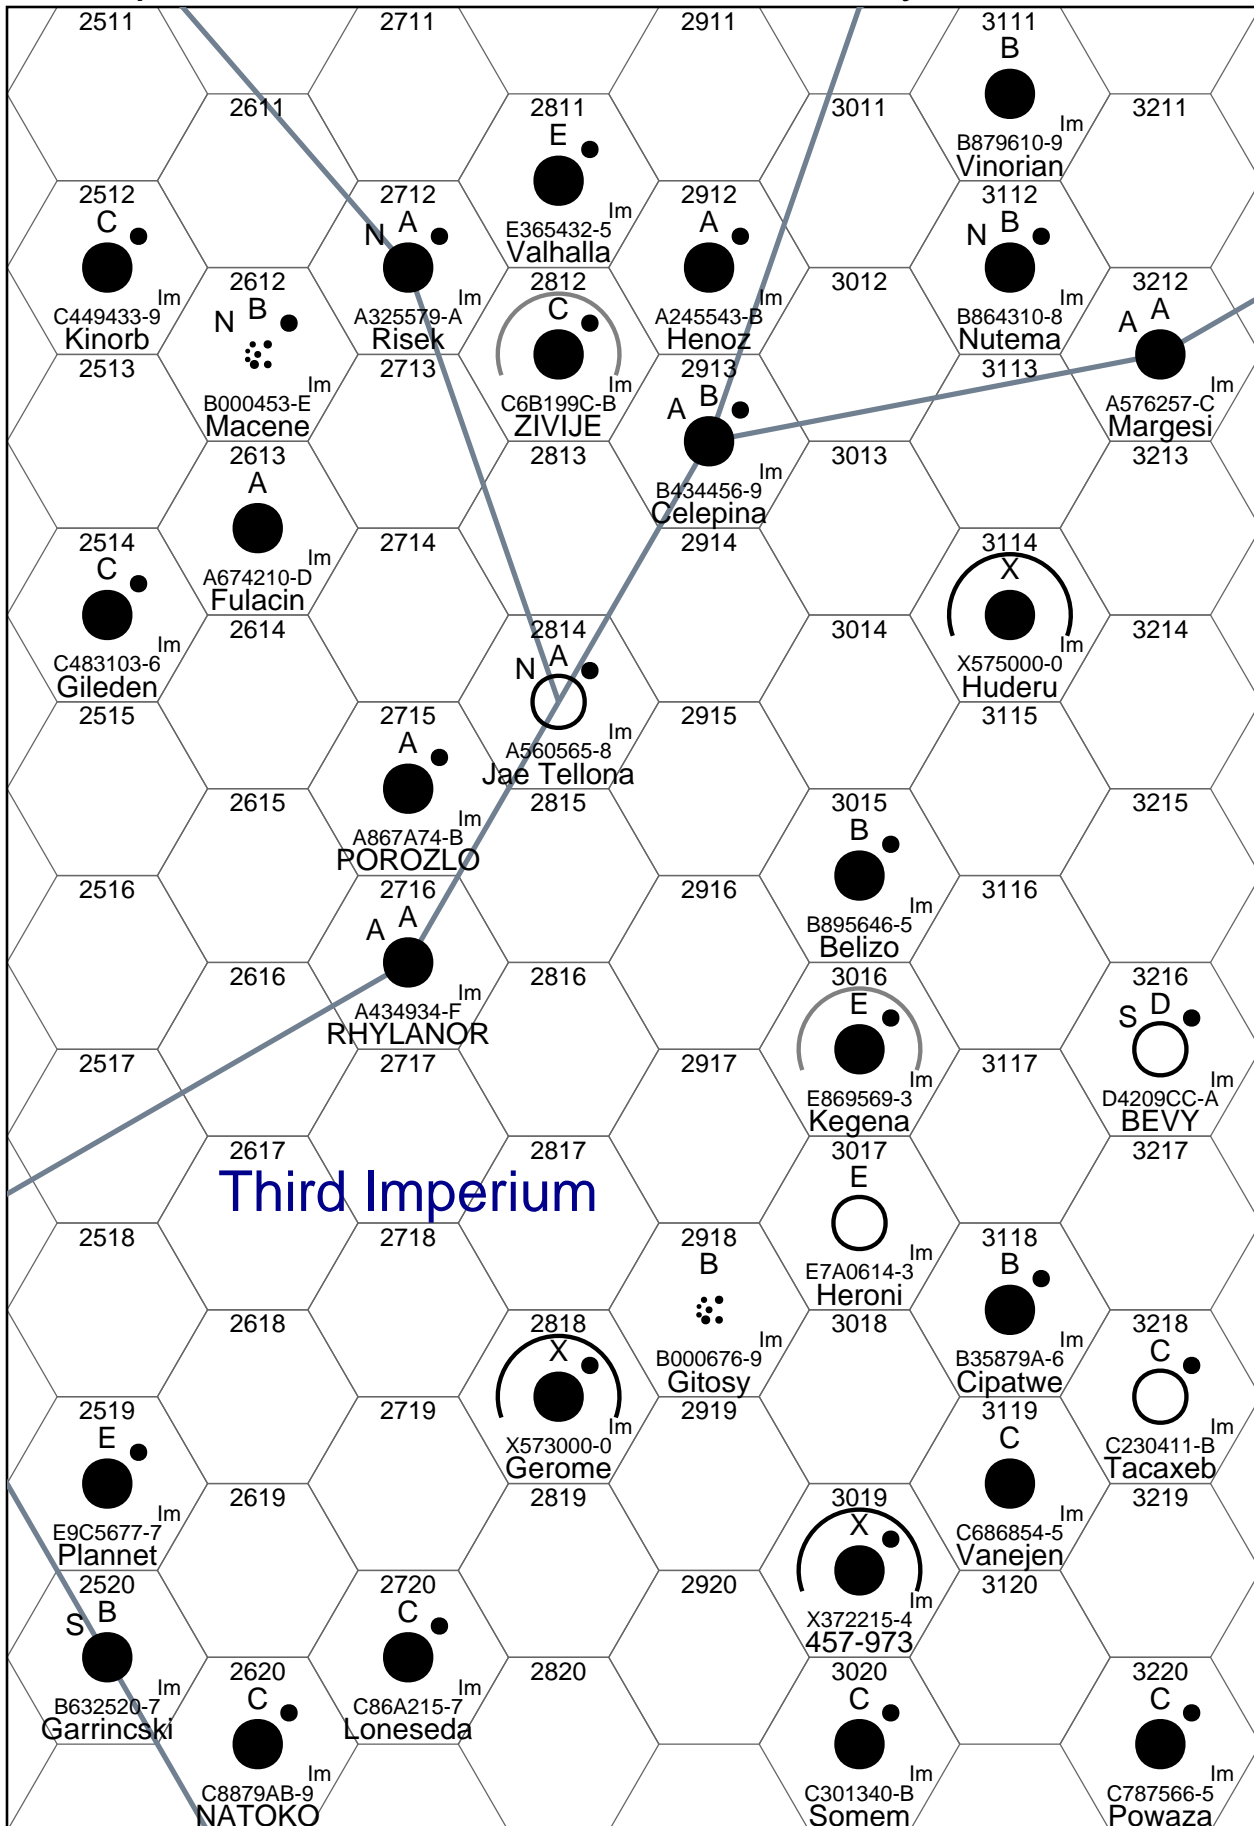 2511
2711
2911
3111
B
Im
B879610-9
Vinorian
2611
2811
E
Im
E365432-5
Valhalla
3011
3211
2512
C
Im
C449433-9
Kinorb
2712
N A
Im
A325579-A
Risek
2912
A
Im
A245543-B
Henoz
3112
N B
Im
B864310-8
Nutema
2612
N B
Im
B000453-E
Macene
2812
C
Im
C6B199C-B
ZIVIJE
3012
3212
A A
Im
A576257-C
Margesi
2513
2713
2913
A B
Im
B434456-9
Celepina
3113
2613
A
Im
A674210-D
Fulacin
2813
3013
3213
2514
C
Im
C483103-6
Gileden
2714
2914
3114
X
Im
X575000-0
Huderu
2614
2814
N A
Im
A560565-8
Jae Tellona
3014
3214
2515
2715
A
Im
A867A74-B
POROZLO
2915
3115
2615
2815
3015
B
Im
B895646-5
Belizo
3215
2516
2716
A A
Im
A434934-F
RHYLANOR
2916
3116
2616
2816
3016
E
Im
E869569-3
Kegena
3216
S D
Im
D4209CC-A
BEVY
2517
2717
2917
3117
2617
2817
3017
E
Im
E7A0614-3
Heroni
3217
Third Imperium
2518
2718
2918
B
Im
B000676-9
Gitosy
3118
B
Im
B35879A-6
Cipatwe
2618
2818
X
Im
X573000-0
Gerome
3018
3218
C
Im
C230411-B
Tacaxeb
2519
E
Im
E9C5677-7
Plannet
2719
2919
3119
C
Im
C686854-5
Vanejen
2619
2819
3019
X
Im
X372215-4
457-973
3219
2520
S B
Im
B632520-7
Garrincski
2720
C
Im
C86A215-7
Loneseda
2920
3120
2620
C
Im
C8879AB-9
NATOKO
2820
3020
C
Im
C301340-B
Somem
3220
C
Im
C787566-5
Powaza